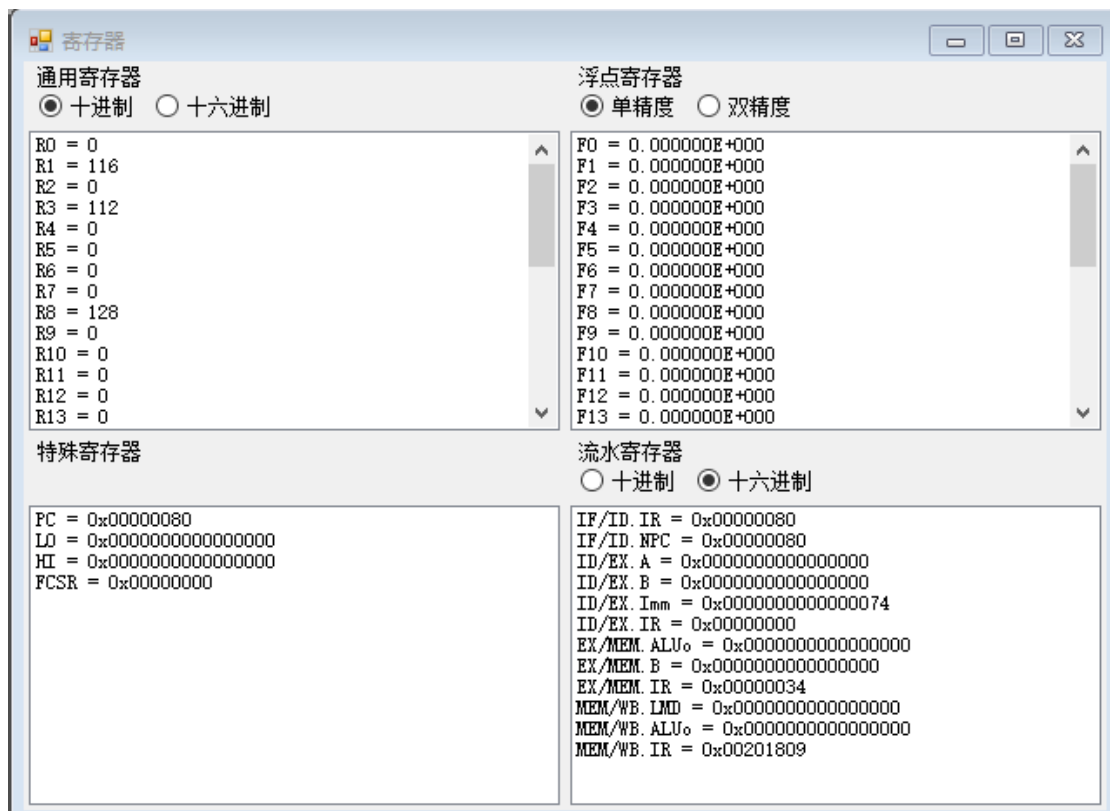 寄存器
通用寄存器
十进制 十六进制
R0 = 0
R1 = 116
R2 = 0
R3 = 112
R4 = 0
R5 = 0
R6 = 0
R7 = 0
R8 = 128
R9 = 0
R10 = 0
R11 = 0
R12 = 0
R13 = 0
浮点寄存器
单精度 双精度
F0 = 0.000000E+000
F1 = 0.000000E+000
F2 = 0.000000E+000
F3 = 0.000000E+000
F4 = 0.000000E+000
F5 = 0.000000E+000
F6 = 0.000000E+000
F7 = 0.000000E+000
F8 = 0.000000E+000
F9 = 0.000000E+000
F10 = 0.000000E+000
F11 = 0.000000E+000
F12 = 0.000000E+000
F13 = 0.000000E+000
特殊寄存器
PC = 0x00000080
LO = 0x0000000000000000
HI = 0x0000000000000000
FCSR = 0x00000000
流水寄存器
十进制 十六进制
IF/ID.IR = 0x00000080
IF/ID.NPC = 0x00000080
ID/EX.A = 0x0000000000000000
ID/EX.B = 0x0000000000000000
ID/EX.Imm = 0x0000000000000074
ID/EX.IR = 0x00000000
EX/MEM.ALUo = 0x0000000000000000
EX/MEM.B = 0x0000000000000000
EX/MEM.IR = 0x00000034
MEM/WB.LMD = 0x0000000000000000
MEM/WB.ALUo = 0x0000000000000000
MEM/WB.IR = 0x00201809